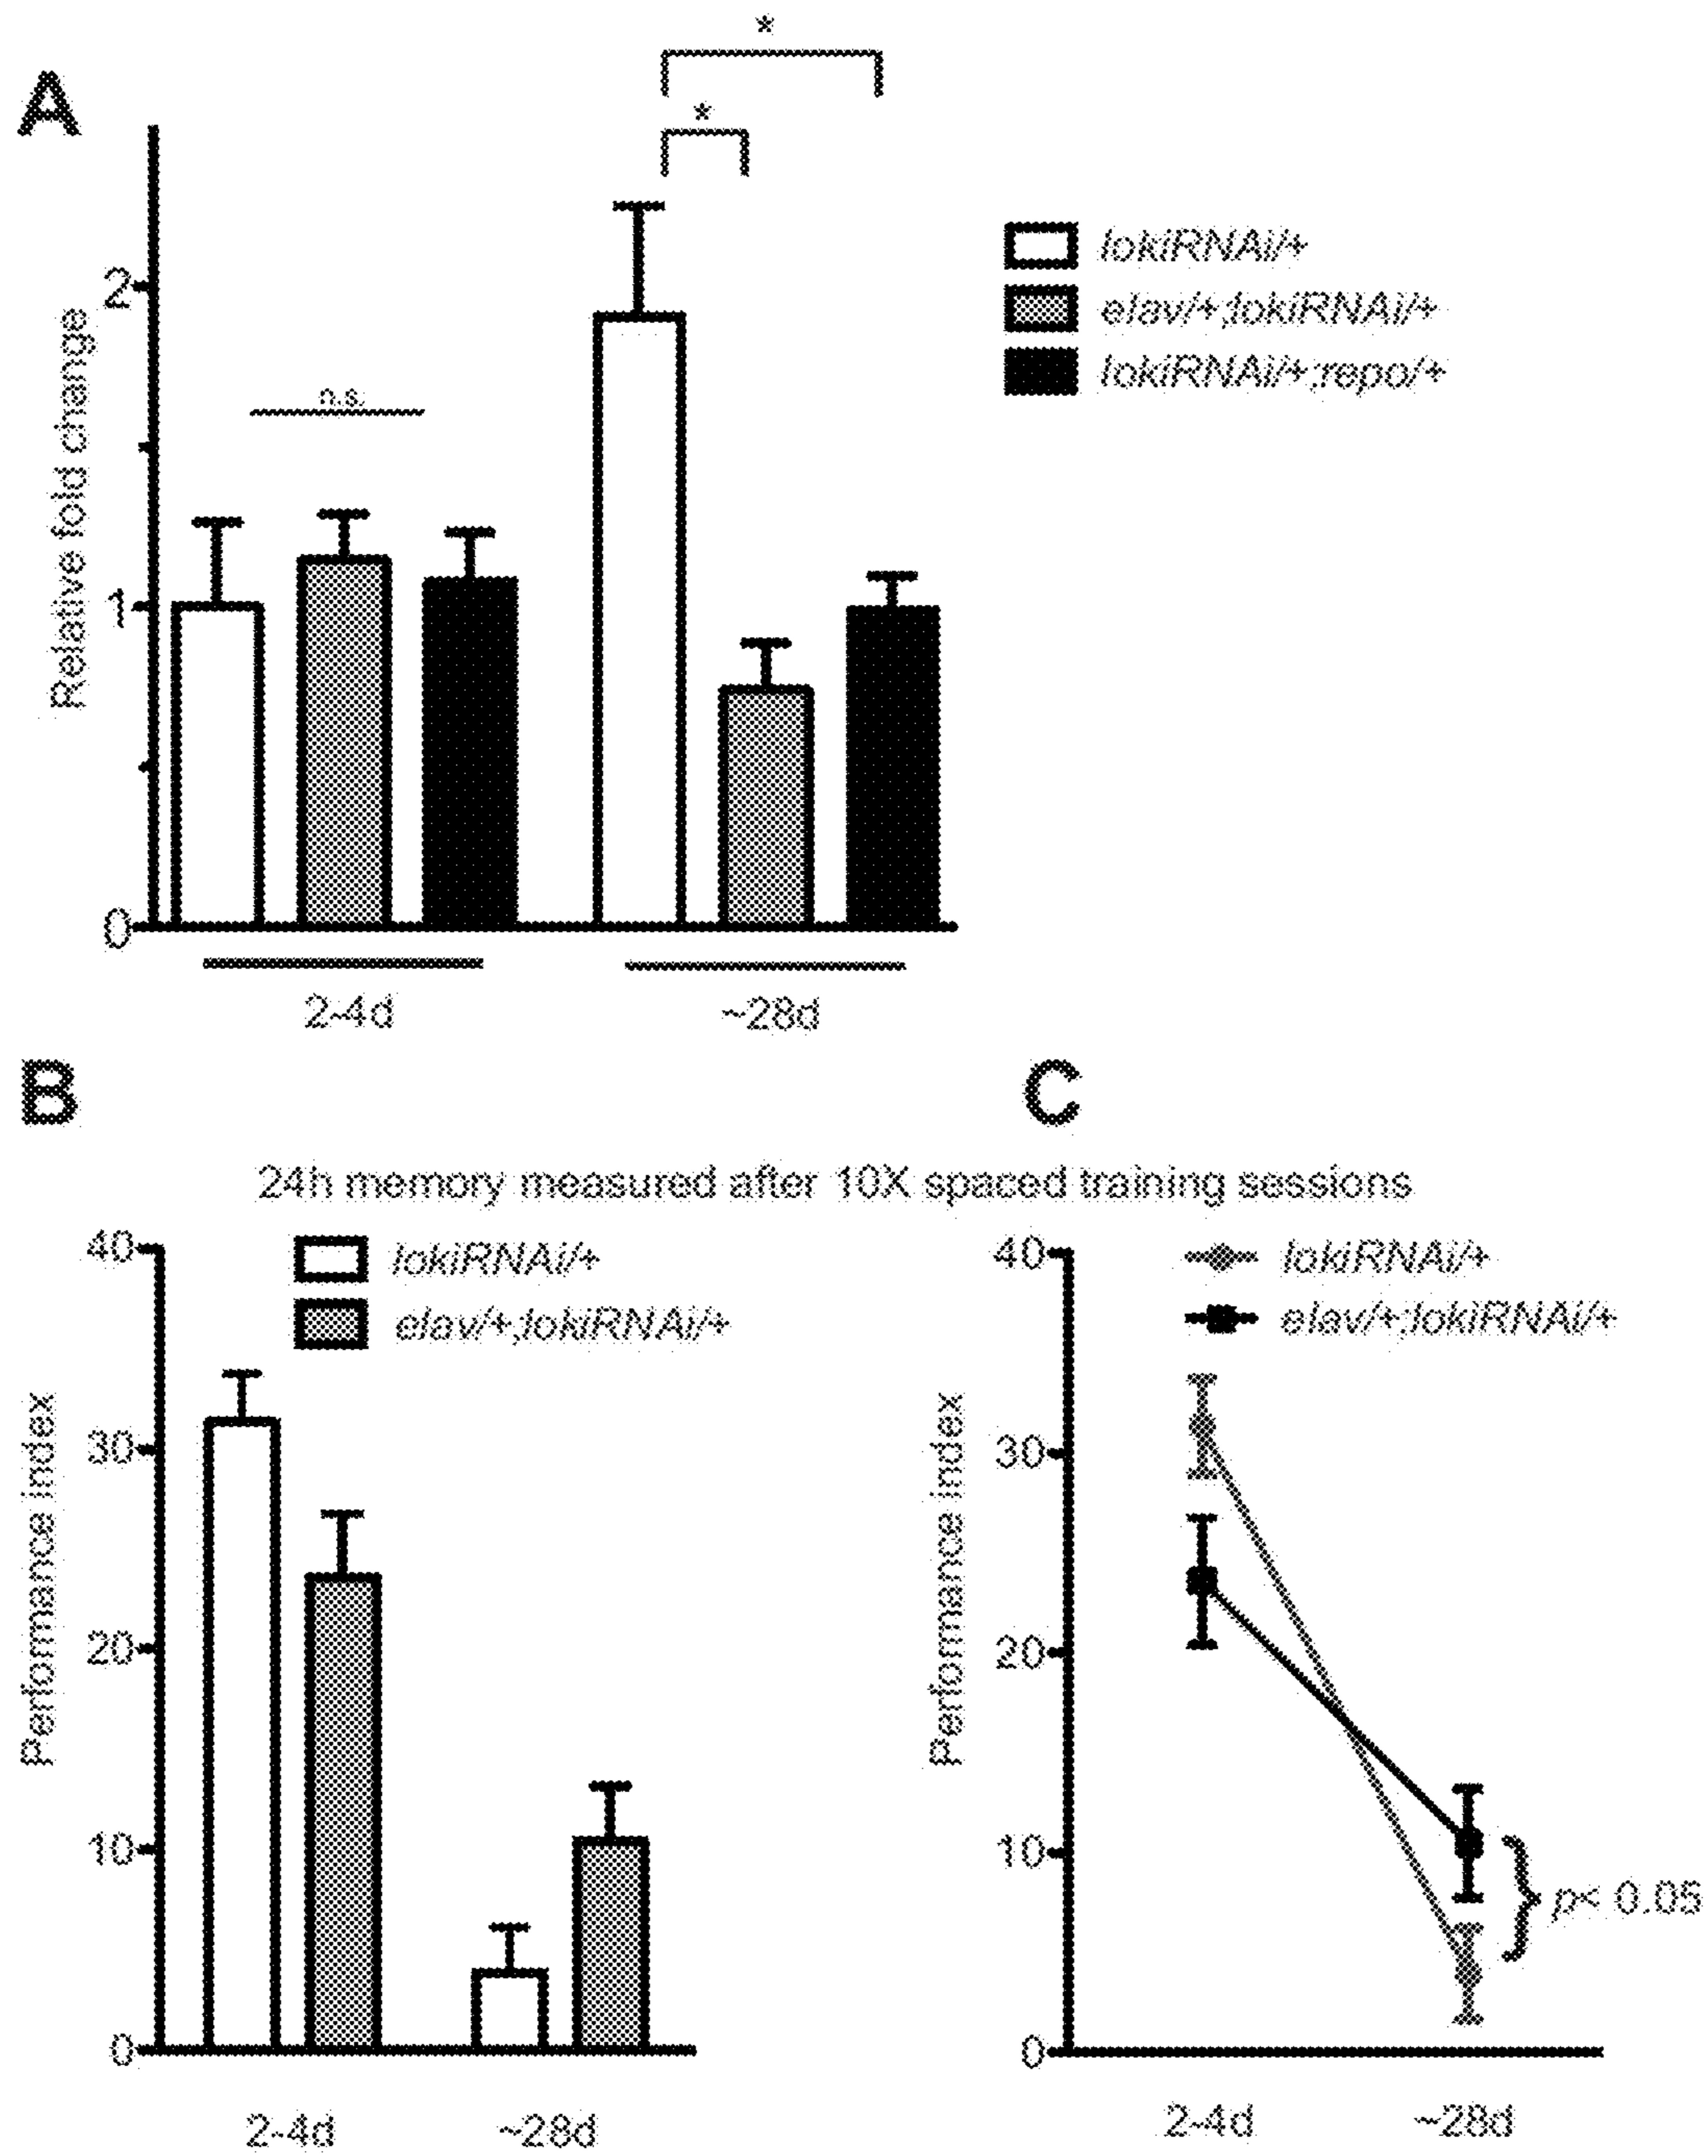 A
*
*
2
1
0
Relative fold change
n.s.
lokiRNAi/+
elav/+;lokiRNAi/+
lokiRNAi/+;repo/+
2-4d
~28d
B
C
24h memory measured after 10X spaced training sessions
40
30
20
10
0
Performance index
lokiRNAi/+
elav/+;lokiRNAi/+
2-4d
~28d
40
30
20
10
0
Performance index
lokiRNAi/+
elav/+;lokiRNAi/+
p< 0.05
2-4d
~28d